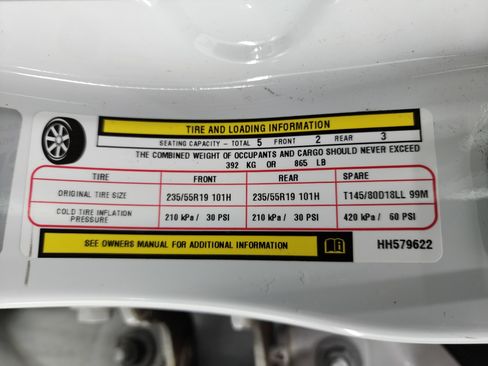 TIRE AND LOADING INFORMATION
SEATING CAPACITY - TOTAL 5 FRONT 2 REAR 3
THE COMBINED WEIGHT OF OCCUPANTS AND CARGO SHOULD NEVER EXCEED
392 KG OR 865 LB
TIRE FRONT REAR SPARE
ORIGINAL TIRE SIZE 235/55R19 101H 235/55R19 101H T145/80D18LL 99M
COLD TIRE INFLATION PRESSURE 210 kPa / 30 PSI 210 kPa / 30 PSI 420 kPa / 60 PSI
SEE OWNERS MANUAL FOR ADDITIONAL INFORMATION HH579622